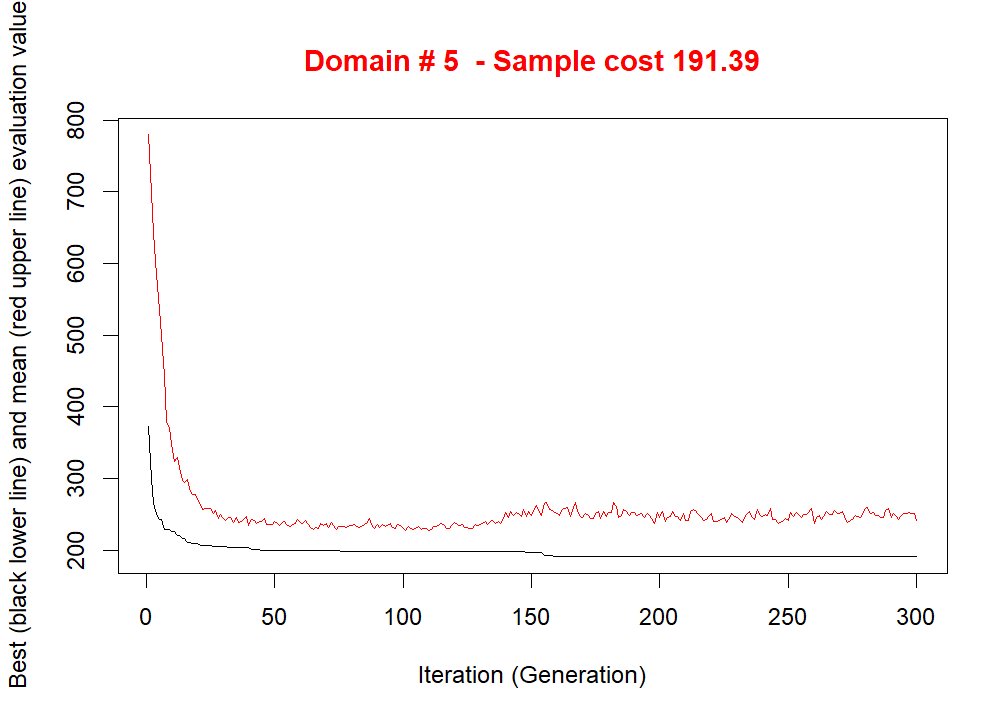 Domain # 5  - Sample cost 191.39
Best (black lower line) and mean (red upper line) evaluation value
800
700
600
500
400
300
200
0 50 100 150 200 250 300
Iteration (Generation)